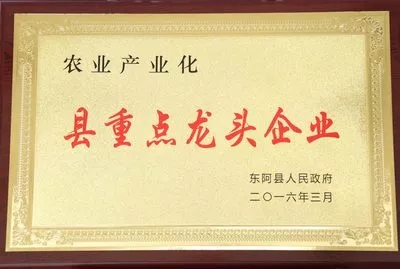 农业产业化
县重点龙头企业
东阿县人民政府
二〇一六年三月